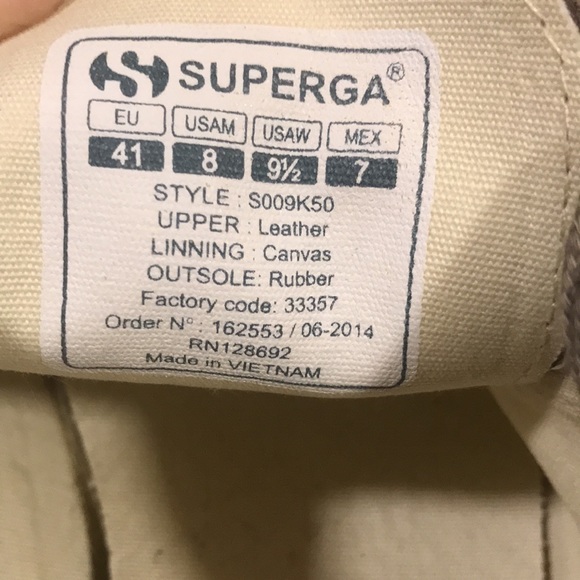 SUPERGA®
EU USAM USAW MEX
41 8 9½ 7
STYLE : S009K50
UPPER : Leather
LINNING : Canvas
OUTSOLE: Rubber
Factory code: 33357
Order N° : 162553 / 06-2014
RN128692
Made in VIETNAM